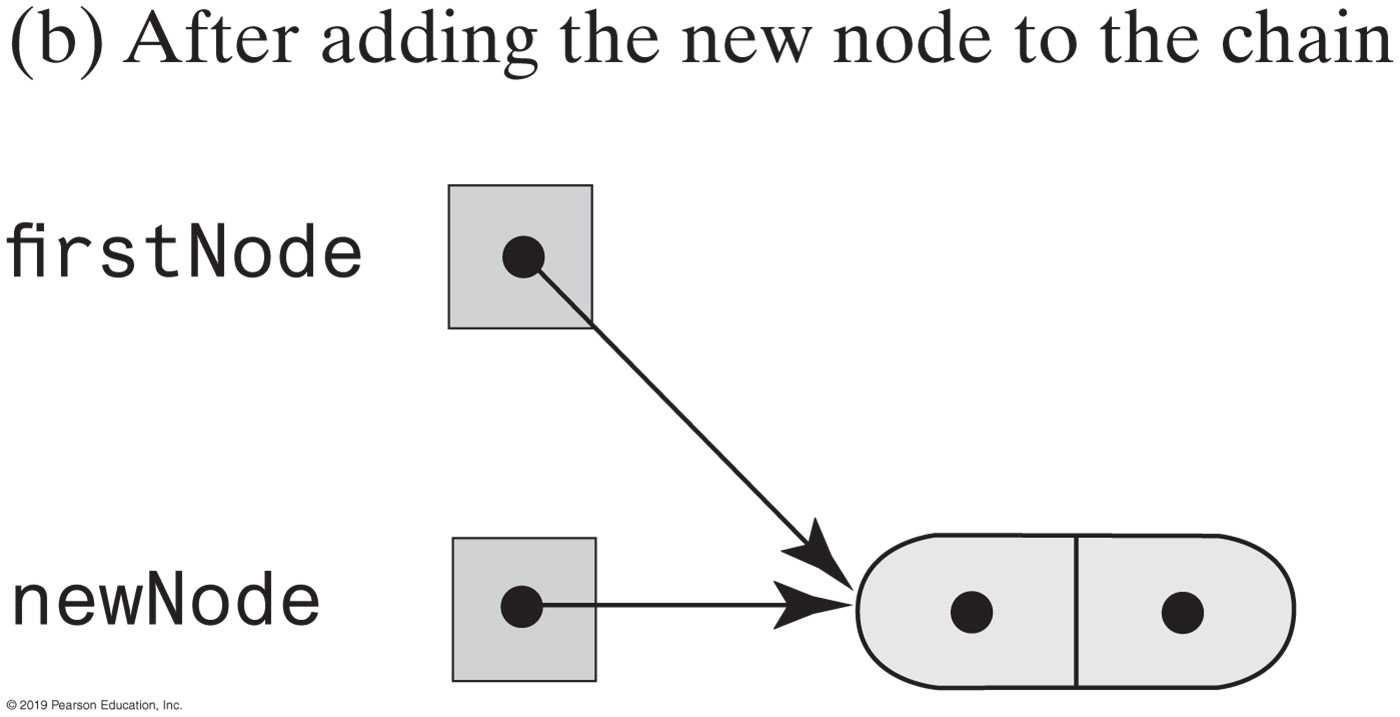 (b) After adding the new node to the chain
firstNode
newNode
© 2019 Pearson Education, Inc.